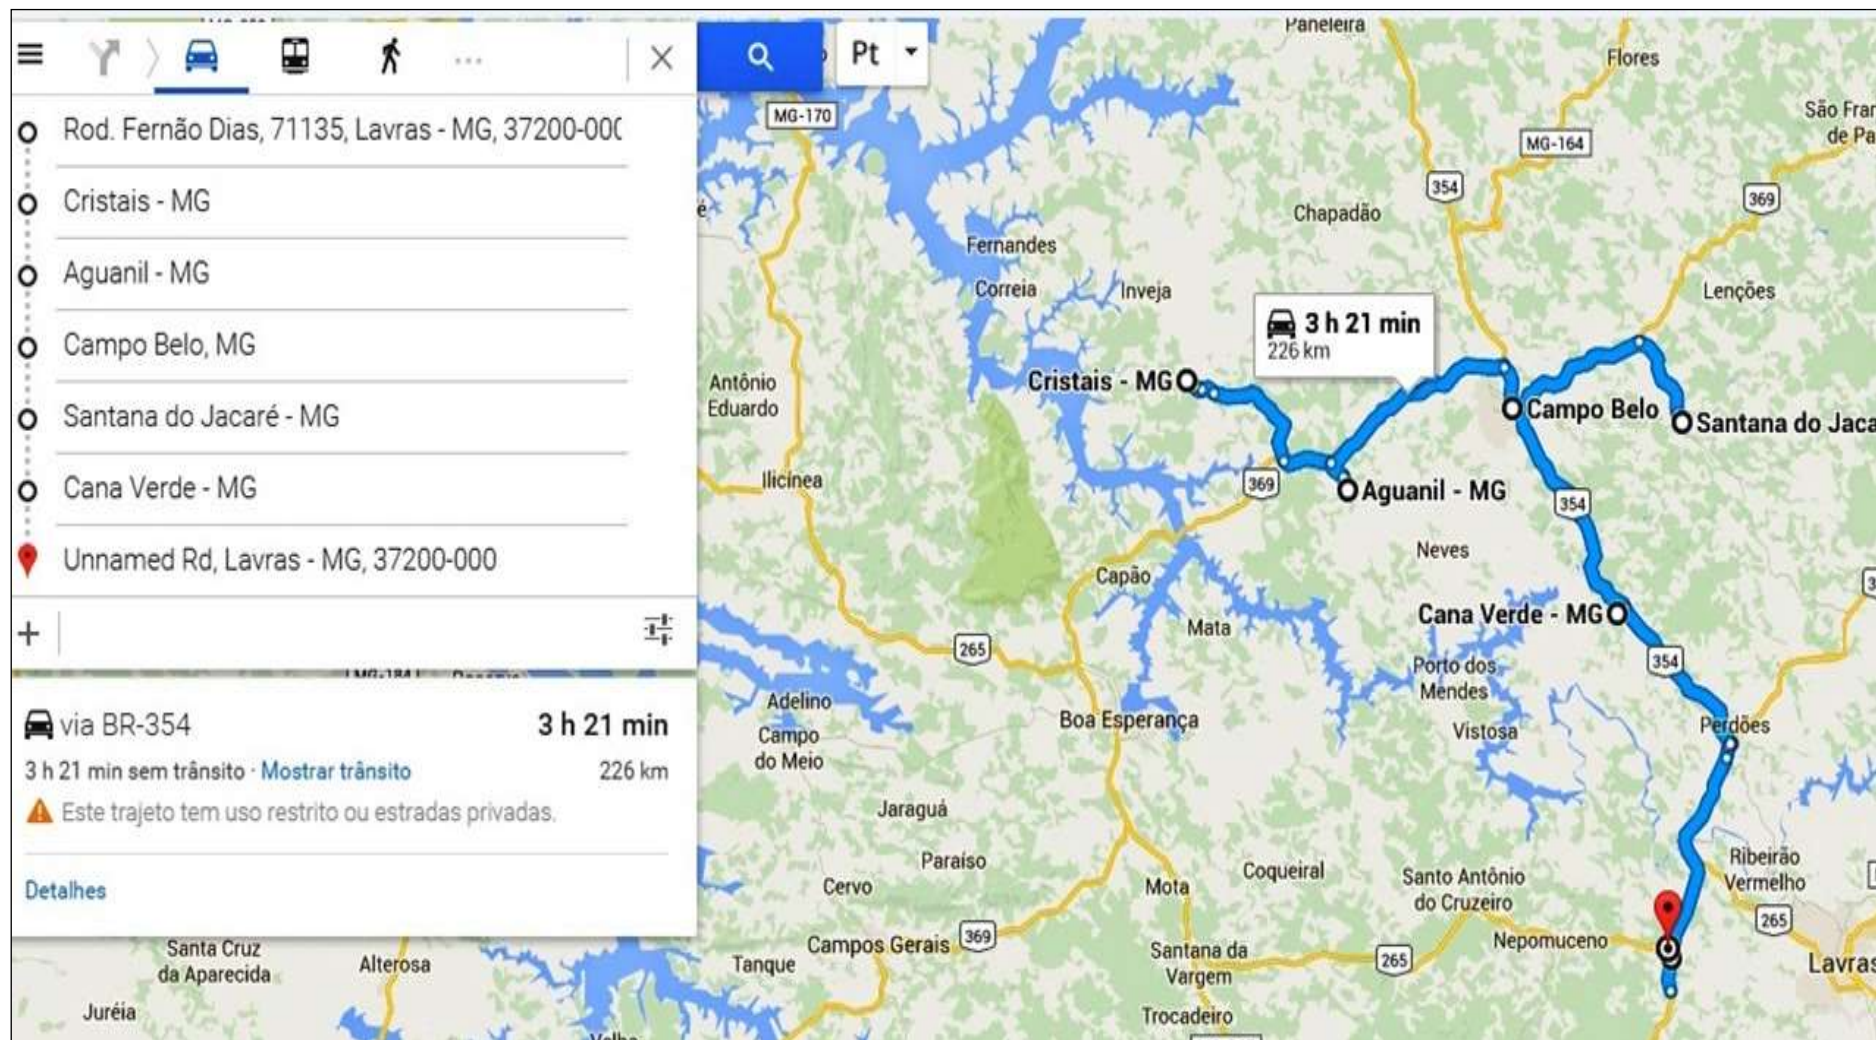 Rod. Fernão Dias, 71135, Lavras - MG, 37200-000
Cristais - MG
Aguanil - MG
Campo Belo, MG
Santana do Jacaré - MG
Cana Verde - MG
Unnamed Rd, Lavras - MG, 37200-000
via BR-354
3 h 21 min
3 h 21 min sem trânsito · Mostrar trânsito
226 km
Este trajeto tem uso restrito ou estradas privadas.
Detalhes
Pt
Paneleira
Flores
MG-170
São Fran
de Pa
MG-164
354
369
Chapadão
Fernandes
Correia
Inveja
Lenções
3 h 21 min
226 km
Antônio
Eduardo
Cristais - MG
Campo Belo
Santana do Jaca
Ilicínea
369
Aguanil - MG
354
Neves
Capão
Cana Verde - MG
Mata
265
354
Porto dos
Mendes
MG-184
Adelino
Boa Esperança
Perdões
Campo
do Meio
Vistosa
Jaraguá
Paraíso
Cervo
Mota
Coqueiral
Santo Antônio
do Cruzeiro
Ribeirão
Vermelho
265
Santa Cruz
da Aparecida
Alterosa
Tanque
Campos Gerais
369
Santana da
Vargem
265
Nepomuceno
Lavras
Juréia
Trocadeiro